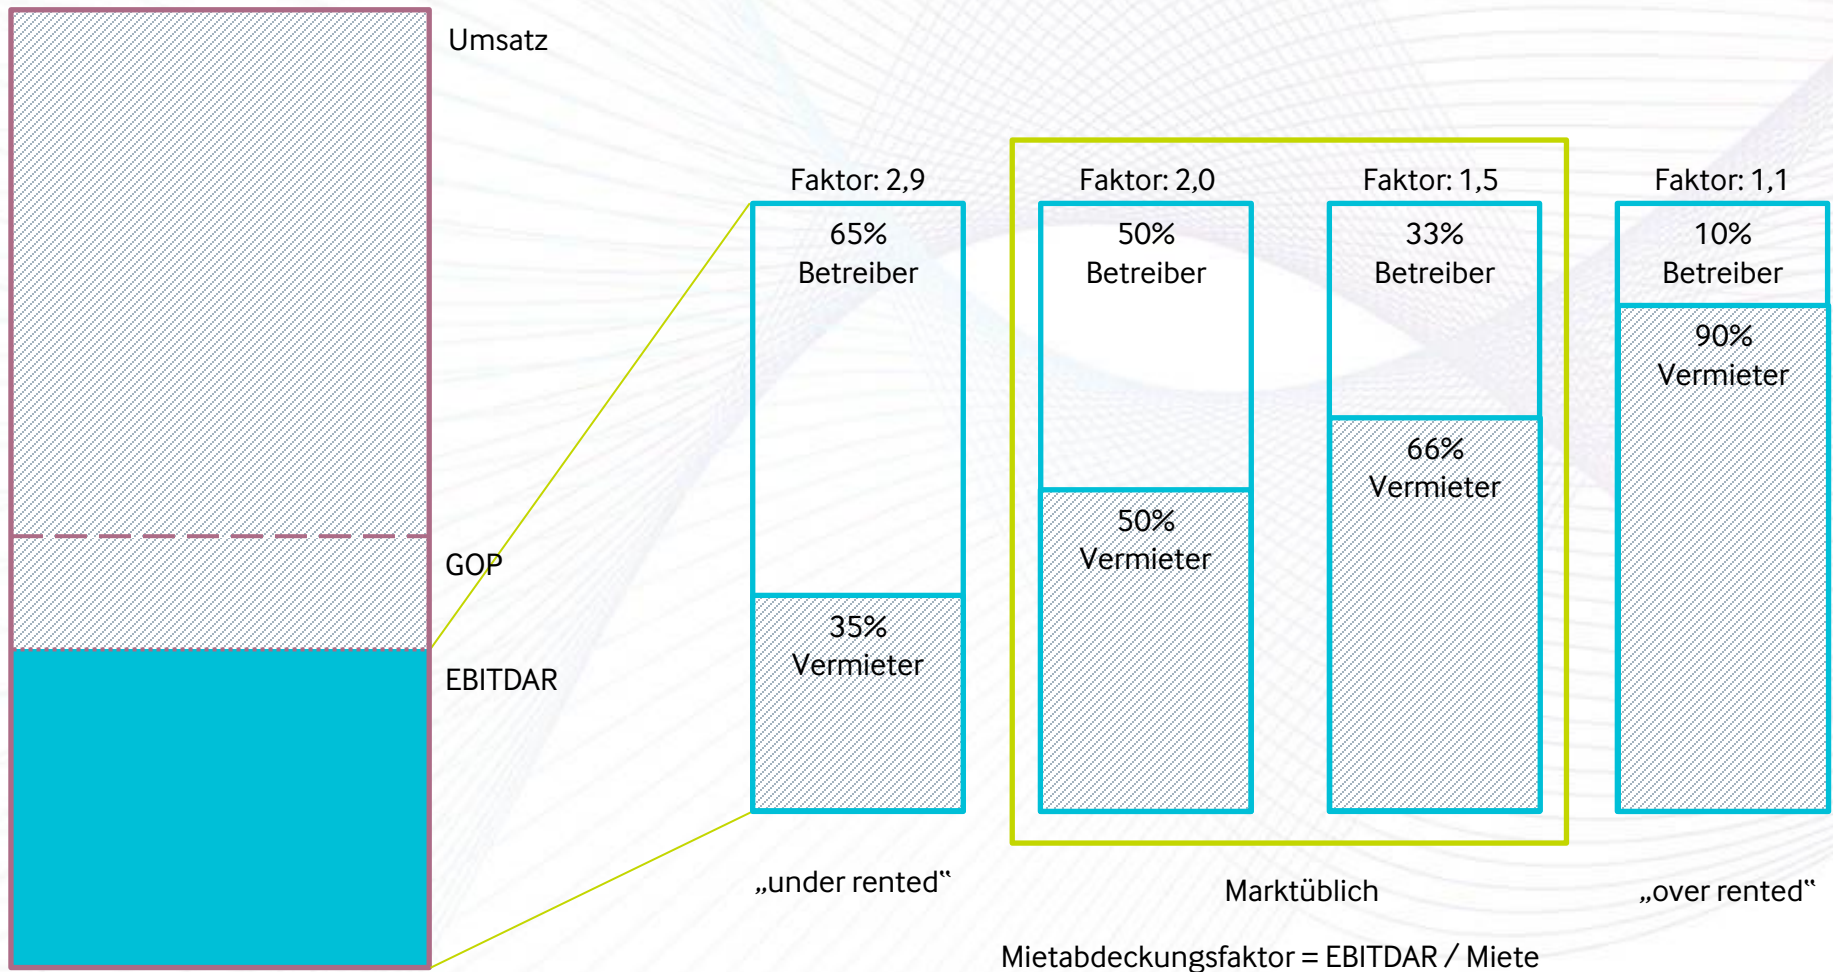 Umsatz
GOP
EBITDAR
Faktor: 2,9
65%
Betreiber
35%
Vermieter
„under rented“
Faktor: 2,0
50%
Betreiber
50%
Vermieter
Faktor: 1,5
33%
Betreiber
66%
Vermieter
Marktüblich
Faktor: 1,1
10%
Betreiber
90%
Vermieter
„over rented“
Mietabdeckungsfaktor = EBITDAR / Miete